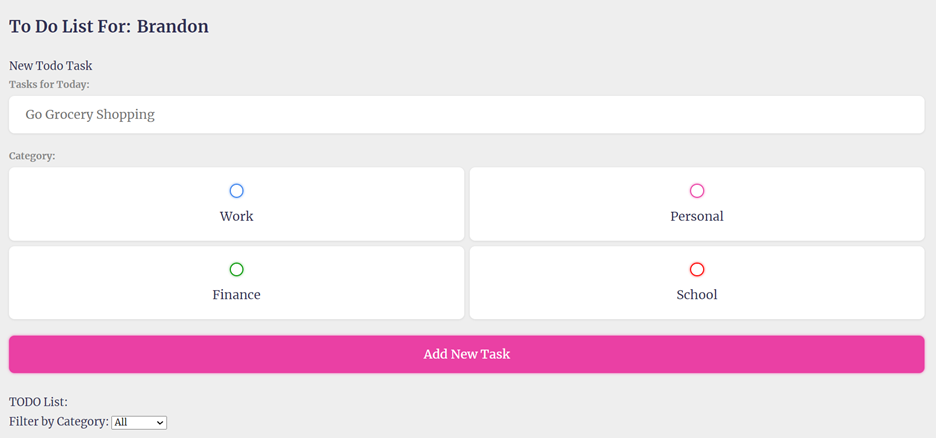 To Do List For: Brandon
New Todo Task
Tasks for Today:
Go Grocery Shopping
Category:
Work
Personal
Finance
School
Add New Task
TODO List:
Filter by Category: All